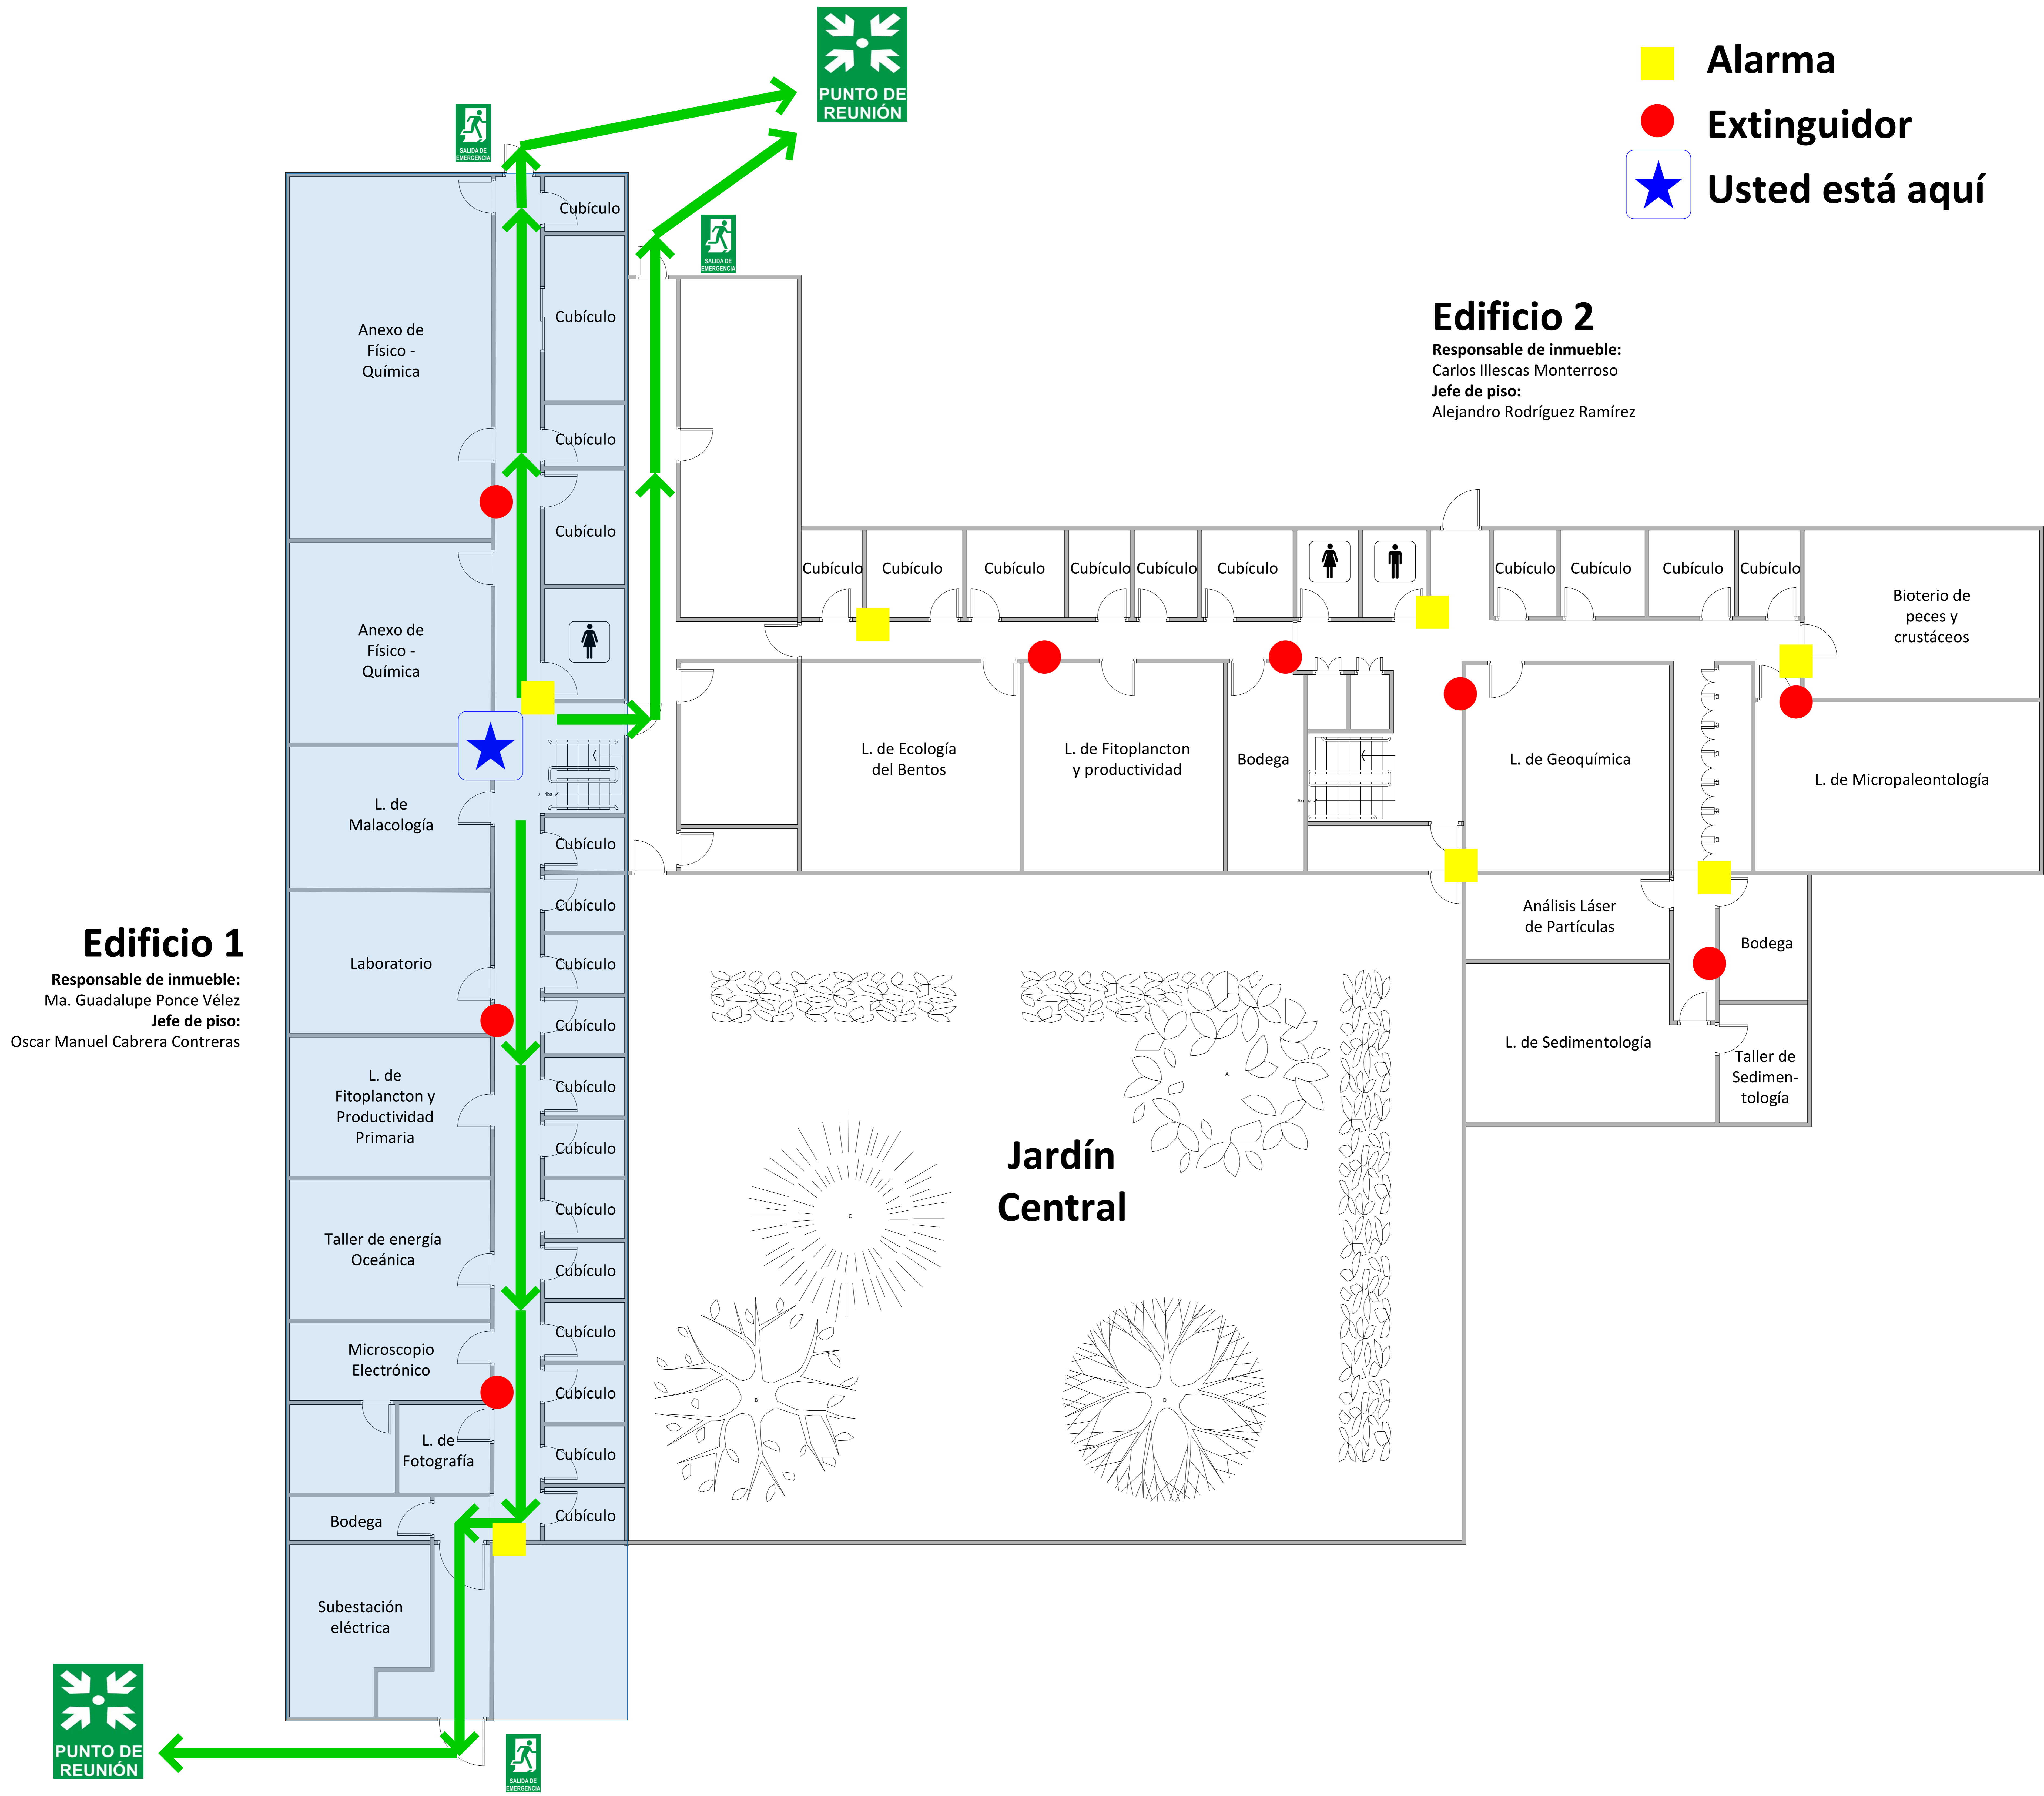 PUNTO DE
REUNIÓN
Alarma
Extinguidor
Usted está aquí
SALIDA DE
EMERGENCIA
SALIDA DE
EMERGENCIA
Edificio 2
Responsable de inmueble:
Carlos Illescas Monterroso
Jefe de piso:
Alejandro Rodríguez Ramírez
Cubículo
Cubículo
Anexo de
Físico -
Química
Cubículo
Cubículo
Cubículo
Cubículo
Cubículo
Cubículo
Cubículo
Cubículo
Cubículo
Cubículo
Cubículo
Cubículo
Bioterio de
peces y
crustáceos
Anexo de
Físico -
Química
L. de Ecología
del Bentos
L. de Fitoplancton
y productividad
Bodega
L. de Geoquímica
L. de Micropaleontología
L. de
Malacología
Cubículo
Cubículo
Análisis Láser
de Partículas
Bodega
Edificio 1
Responsable de inmueble:
Ma. Guadalupe Ponce Vélez
Jefe de piso:
Oscar Manuel Cabrera Contreras
Laboratorio
Cubículo
Cubículo
L. de Sedimentología
Taller de
Sedimen-
tología
L. de
Fitoplancton y
Productividad
Primaria
Cubículo
Cubículo
A
Jardín
Central
Cubículo
C
Taller de energía
Oceánica
Cubículo
Cubículo
Microscopio
Electrónico
Cubículo
B
D
L. de
Fotografía
Cubículo
Bodega
Cubículo
Subestación
eléctrica
PUNTO DE
REUNIÓN
SALIDA DE
EMERGENCIA